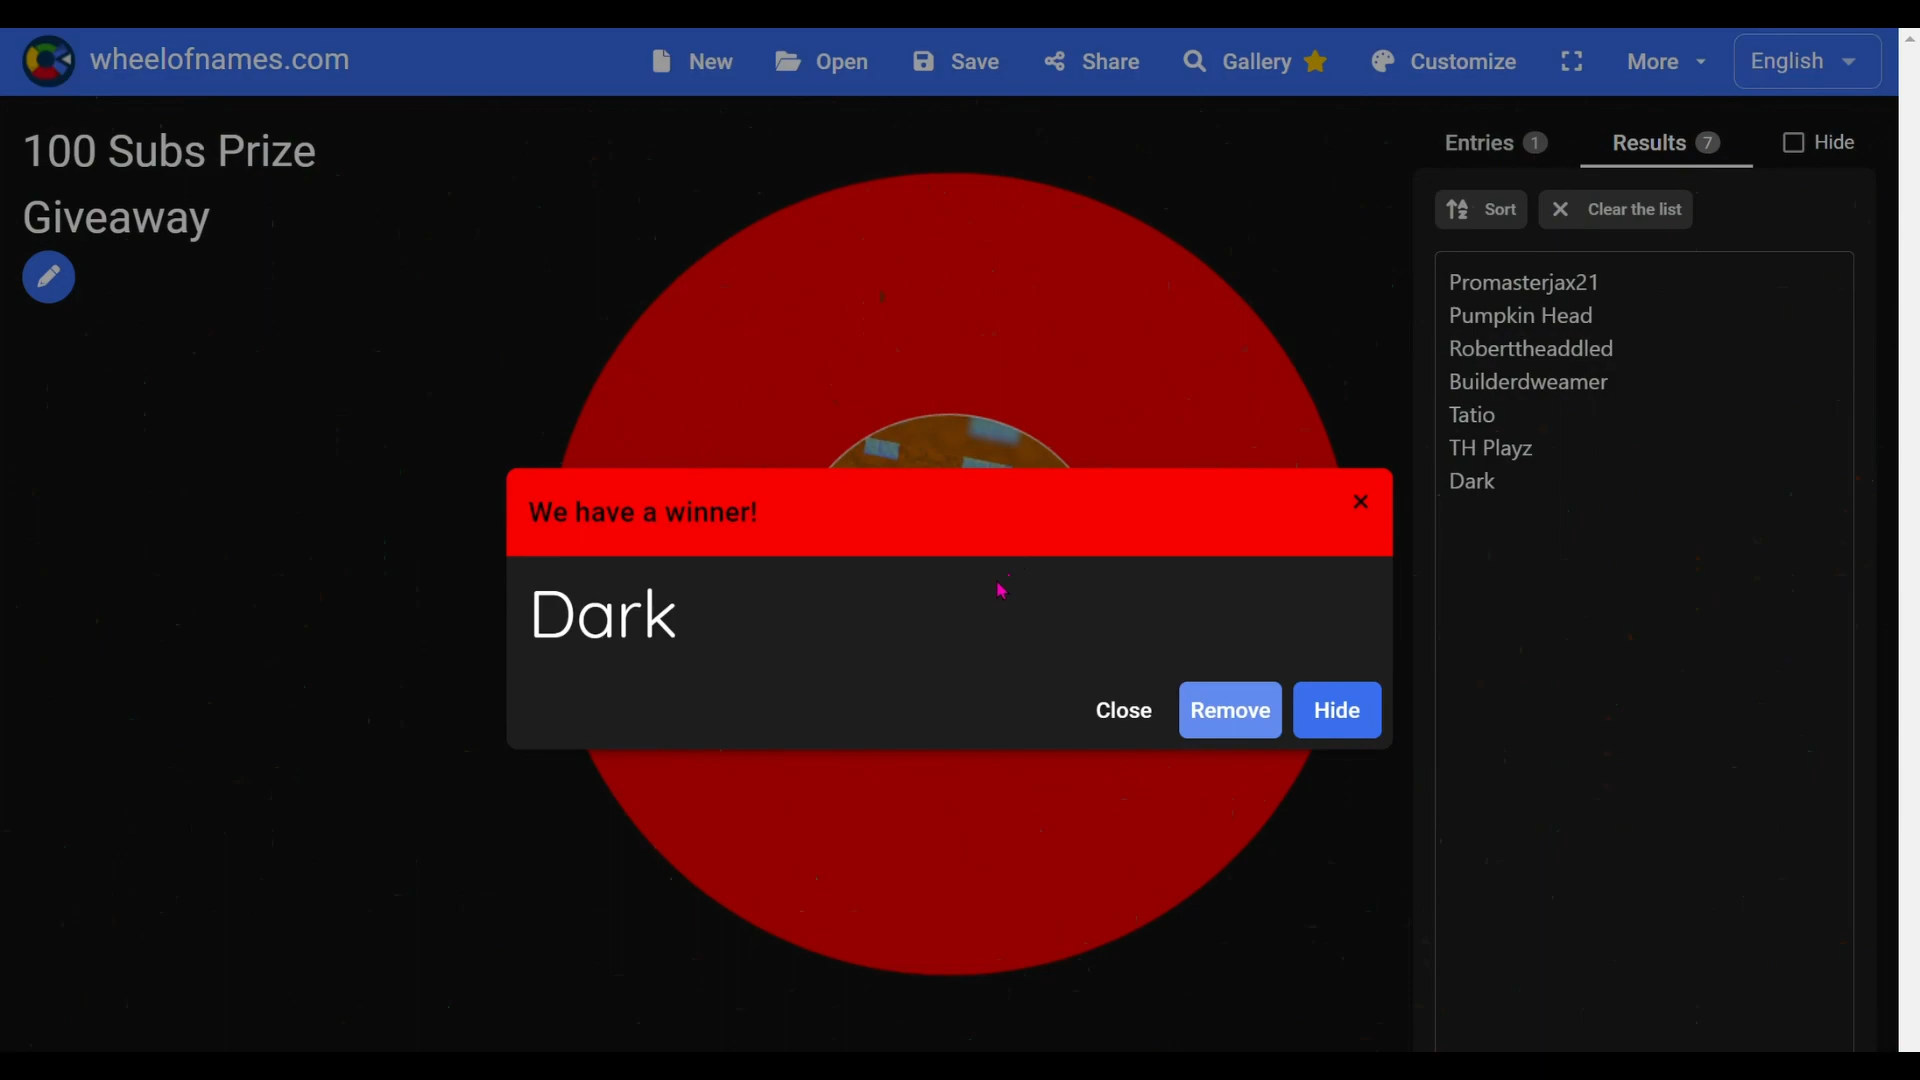 wheelofnames.com
New
Open
Save
Share
Gallery
Customize
More
English
100 Subs Prize
Giveaway
Entries 1
Results 7
Hide
Sort
Clear the list
Promasterjax21
Pumpkin Head
Roberttheaddled
Builderdweamer
Tatio
TH Playz
Dark
We have a winner!
Dark
Close
Remove
Hide